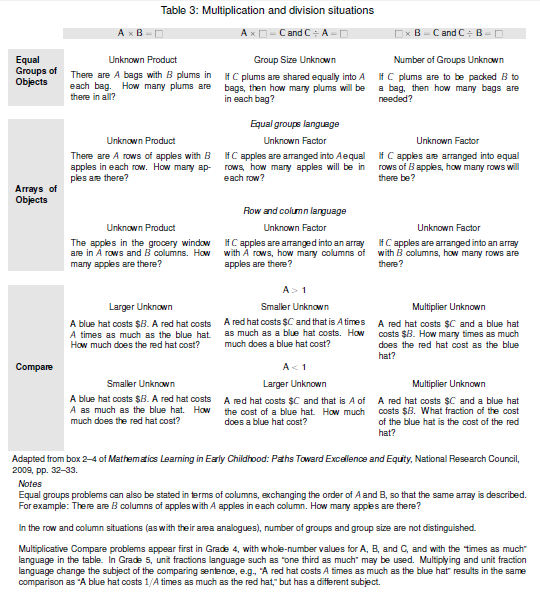 Table 3: Multiplication and division situations
A × B = □
A × □ = C and C ÷ A = □
□ × B = C and C ÷ B = □
Equal
Groups of
Objects
Unknown Product
There are A bags with B plums in
each bag. How many plums are
there in all?
Group Size Unknown
If C plums are shared equally into A
bags, then how many plums will be
in each bag?
Number of Groups Unknown
If C plums are to be packed B to
a bag, then how many bags are
needed?
Arrays of
Objects
Equal groups language
Unknown Product
There are A rows of apples with B
apples in each row. How many ap-
ples are there?
Unknown Factor
If C apples are arranged into A equal
rows, how many apples will be in
each row?
Unknown Factor
If C apples are arranged into equal
rows of B apples, how many rows will
there be?
Row and column language
Unknown Product
The apples in the grocery window
are in A rows and B columns. How
many apples are there?
Unknown Factor
If C apples are arranged into an array
with A rows, how many columns of
apples are there?
Unknown Factor
If C apples are arranged into an array
with B columns, how many rows are
there?
Compare
A > 1
Larger Unknown
A blue hat costs $B. A red hat costs
A times as much as the blue hat.
How much does the red hat cost?
Smaller Unknown
A red hat costs $C and that is A times
as much as a blue hat costs. How
much does a blue hat cost?
Multiplier Unknown
A red hat costs $C and a blue hat
costs $B. How many times as much
does the red hat cost as the blue
hat?
A < 1
Smaller Unknown
A blue hat costs $B. A red hat costs
A as much as the blue hat. How
much does the red hat cost?
Larger Unknown
A red hat costs $C and that is A of
the cost of a blue hat. How much
does a blue hat cost?
Multiplier Unknown
A red hat costs $C and a blue hat
costs $B. What fraction of the cost
of the blue hat is the cost of the red
hat?
Adapted from box 2–4 of Mathematics Learning in Early Childhood: Paths Toward Excellence and Equity, National Research Council,
2009, pp. 32–33.
Notes
Equal groups problems can also be stated in terms of columns, exchanging the order of A and B, so that the same array is described.
For example: There are B columns of apples with A apples in each column. How many apples are there?
In the row and column situations (as with their area analogues), number of groups and group size are not distinguished.
Multiplicative Compare problems appear first in Grade 4, with whole-number values for A, B, and C, and with the "times as much"
language in the table. In Grade 5, unit fractions language such as "one third as much" may be used. Multiplying and unit fraction
language change the subject of the comparing sentence, e.g., "A red hat costs A times as much as the blue hat" results in the same
comparison as "A blue hat costs 1/A times as much as the red hat," but has a different subject.